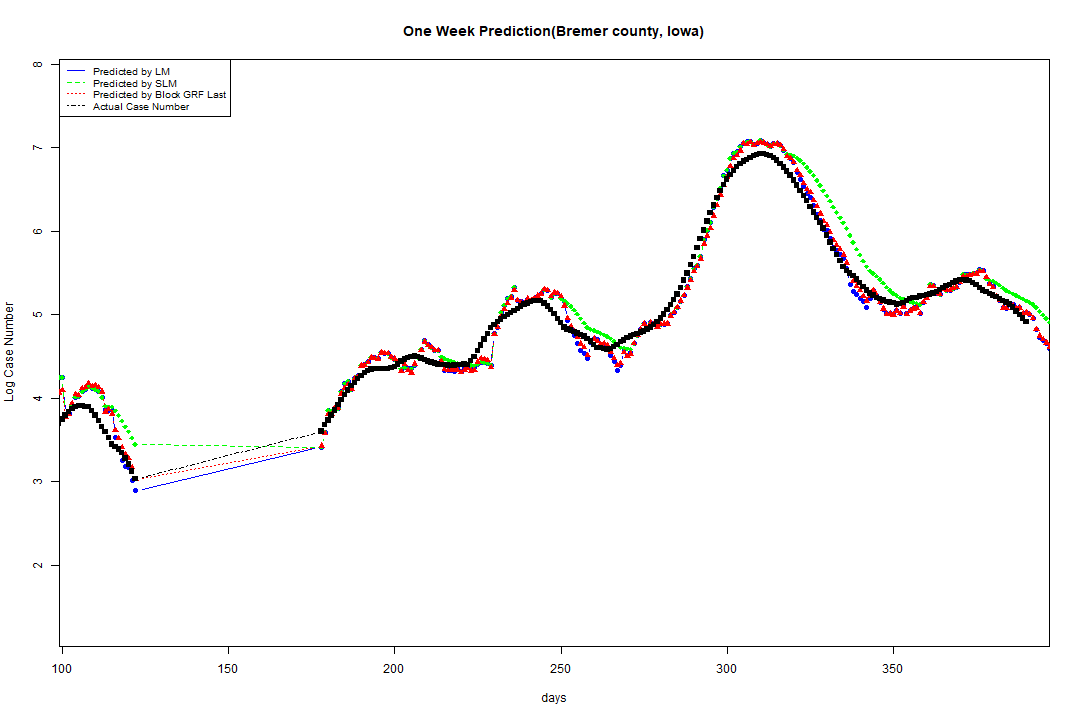 One Week Prediction(Bremer county, Iowa)
Predicted by LM
Predicted by SLM
Predicted by Block GRF Last
Actual Case Number
8
7
6
5
4
3
2
Log Case Number
100 150 200 250 300 350
days